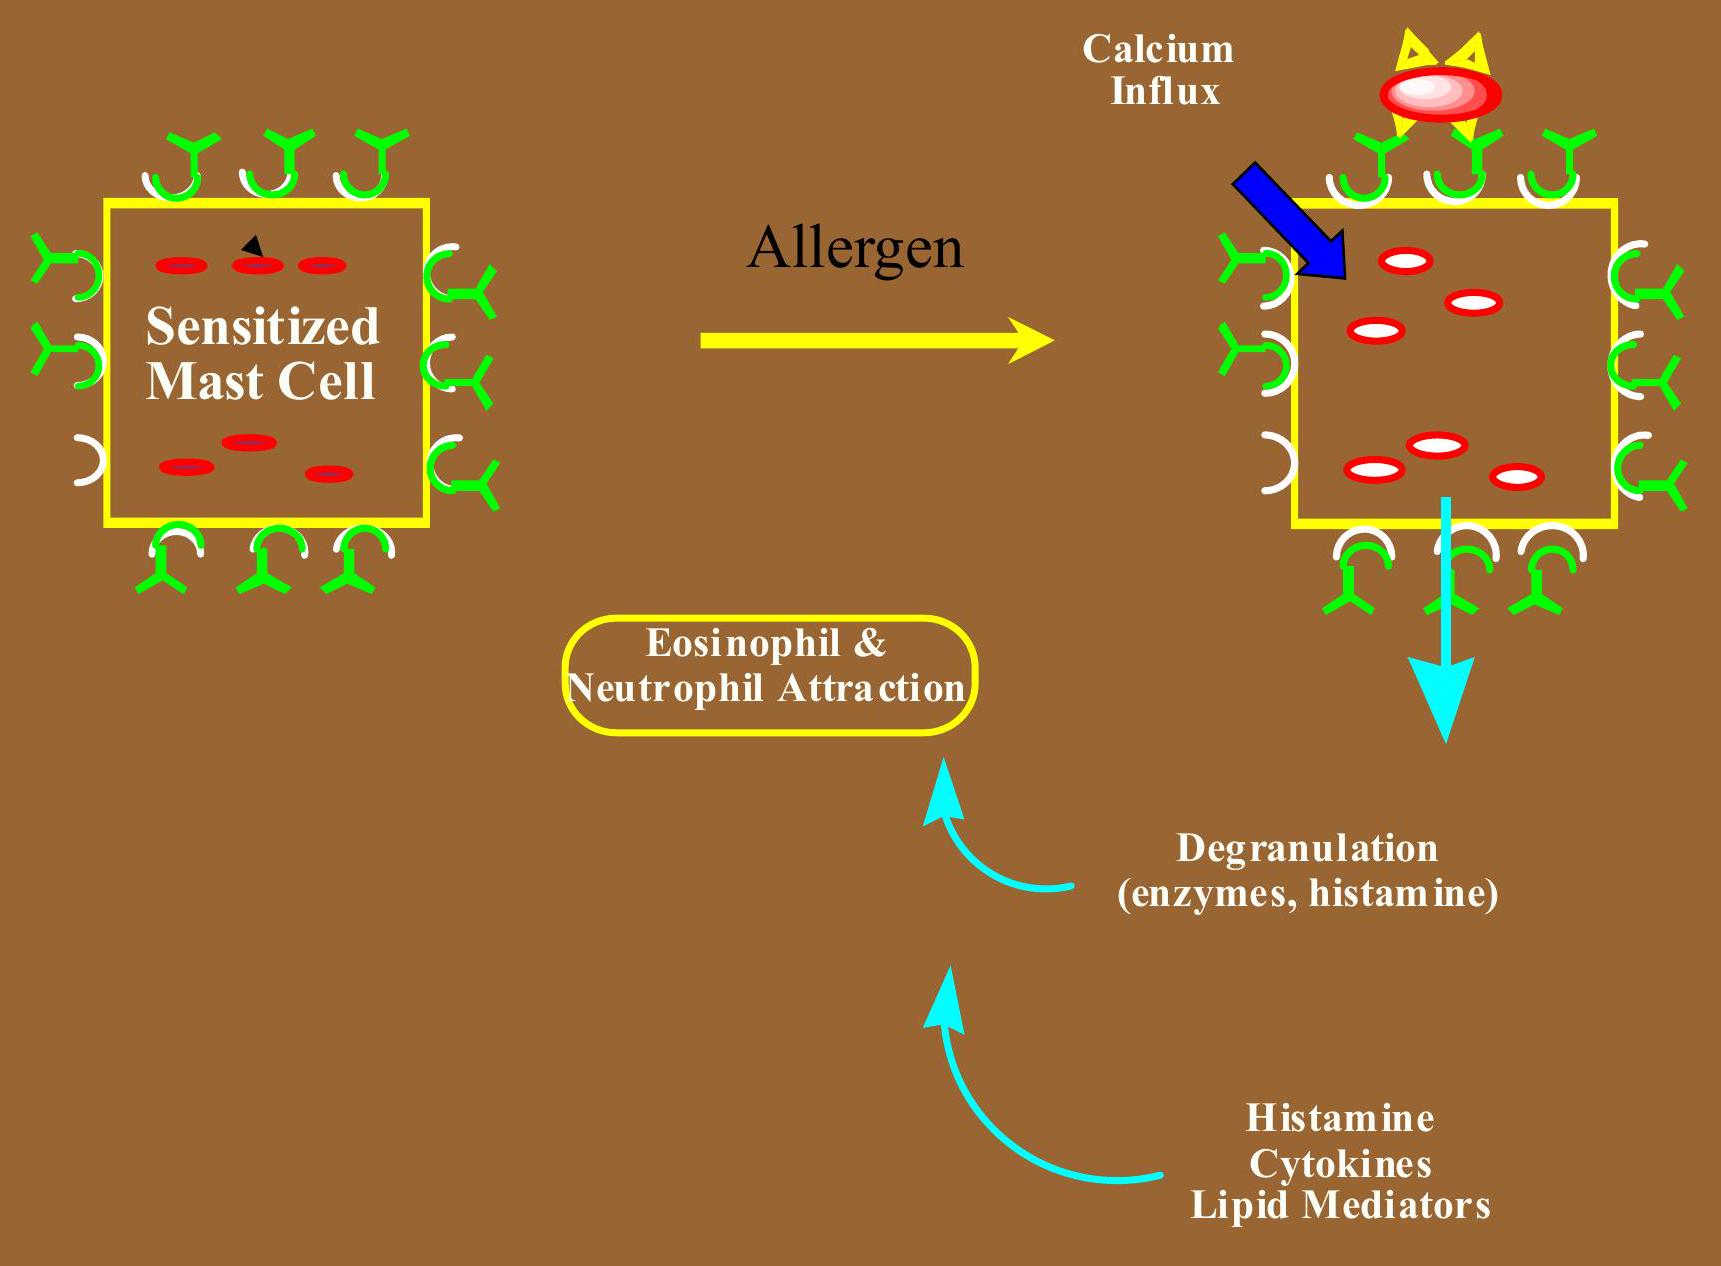 Calcium
Influx
Allergen
Sensitized
Mast Cell
Eosinophil &
Neutrophil Attraction
Degranulation
(enzymes, histamine)
Histamine
Cytokines
Lipid Mediators